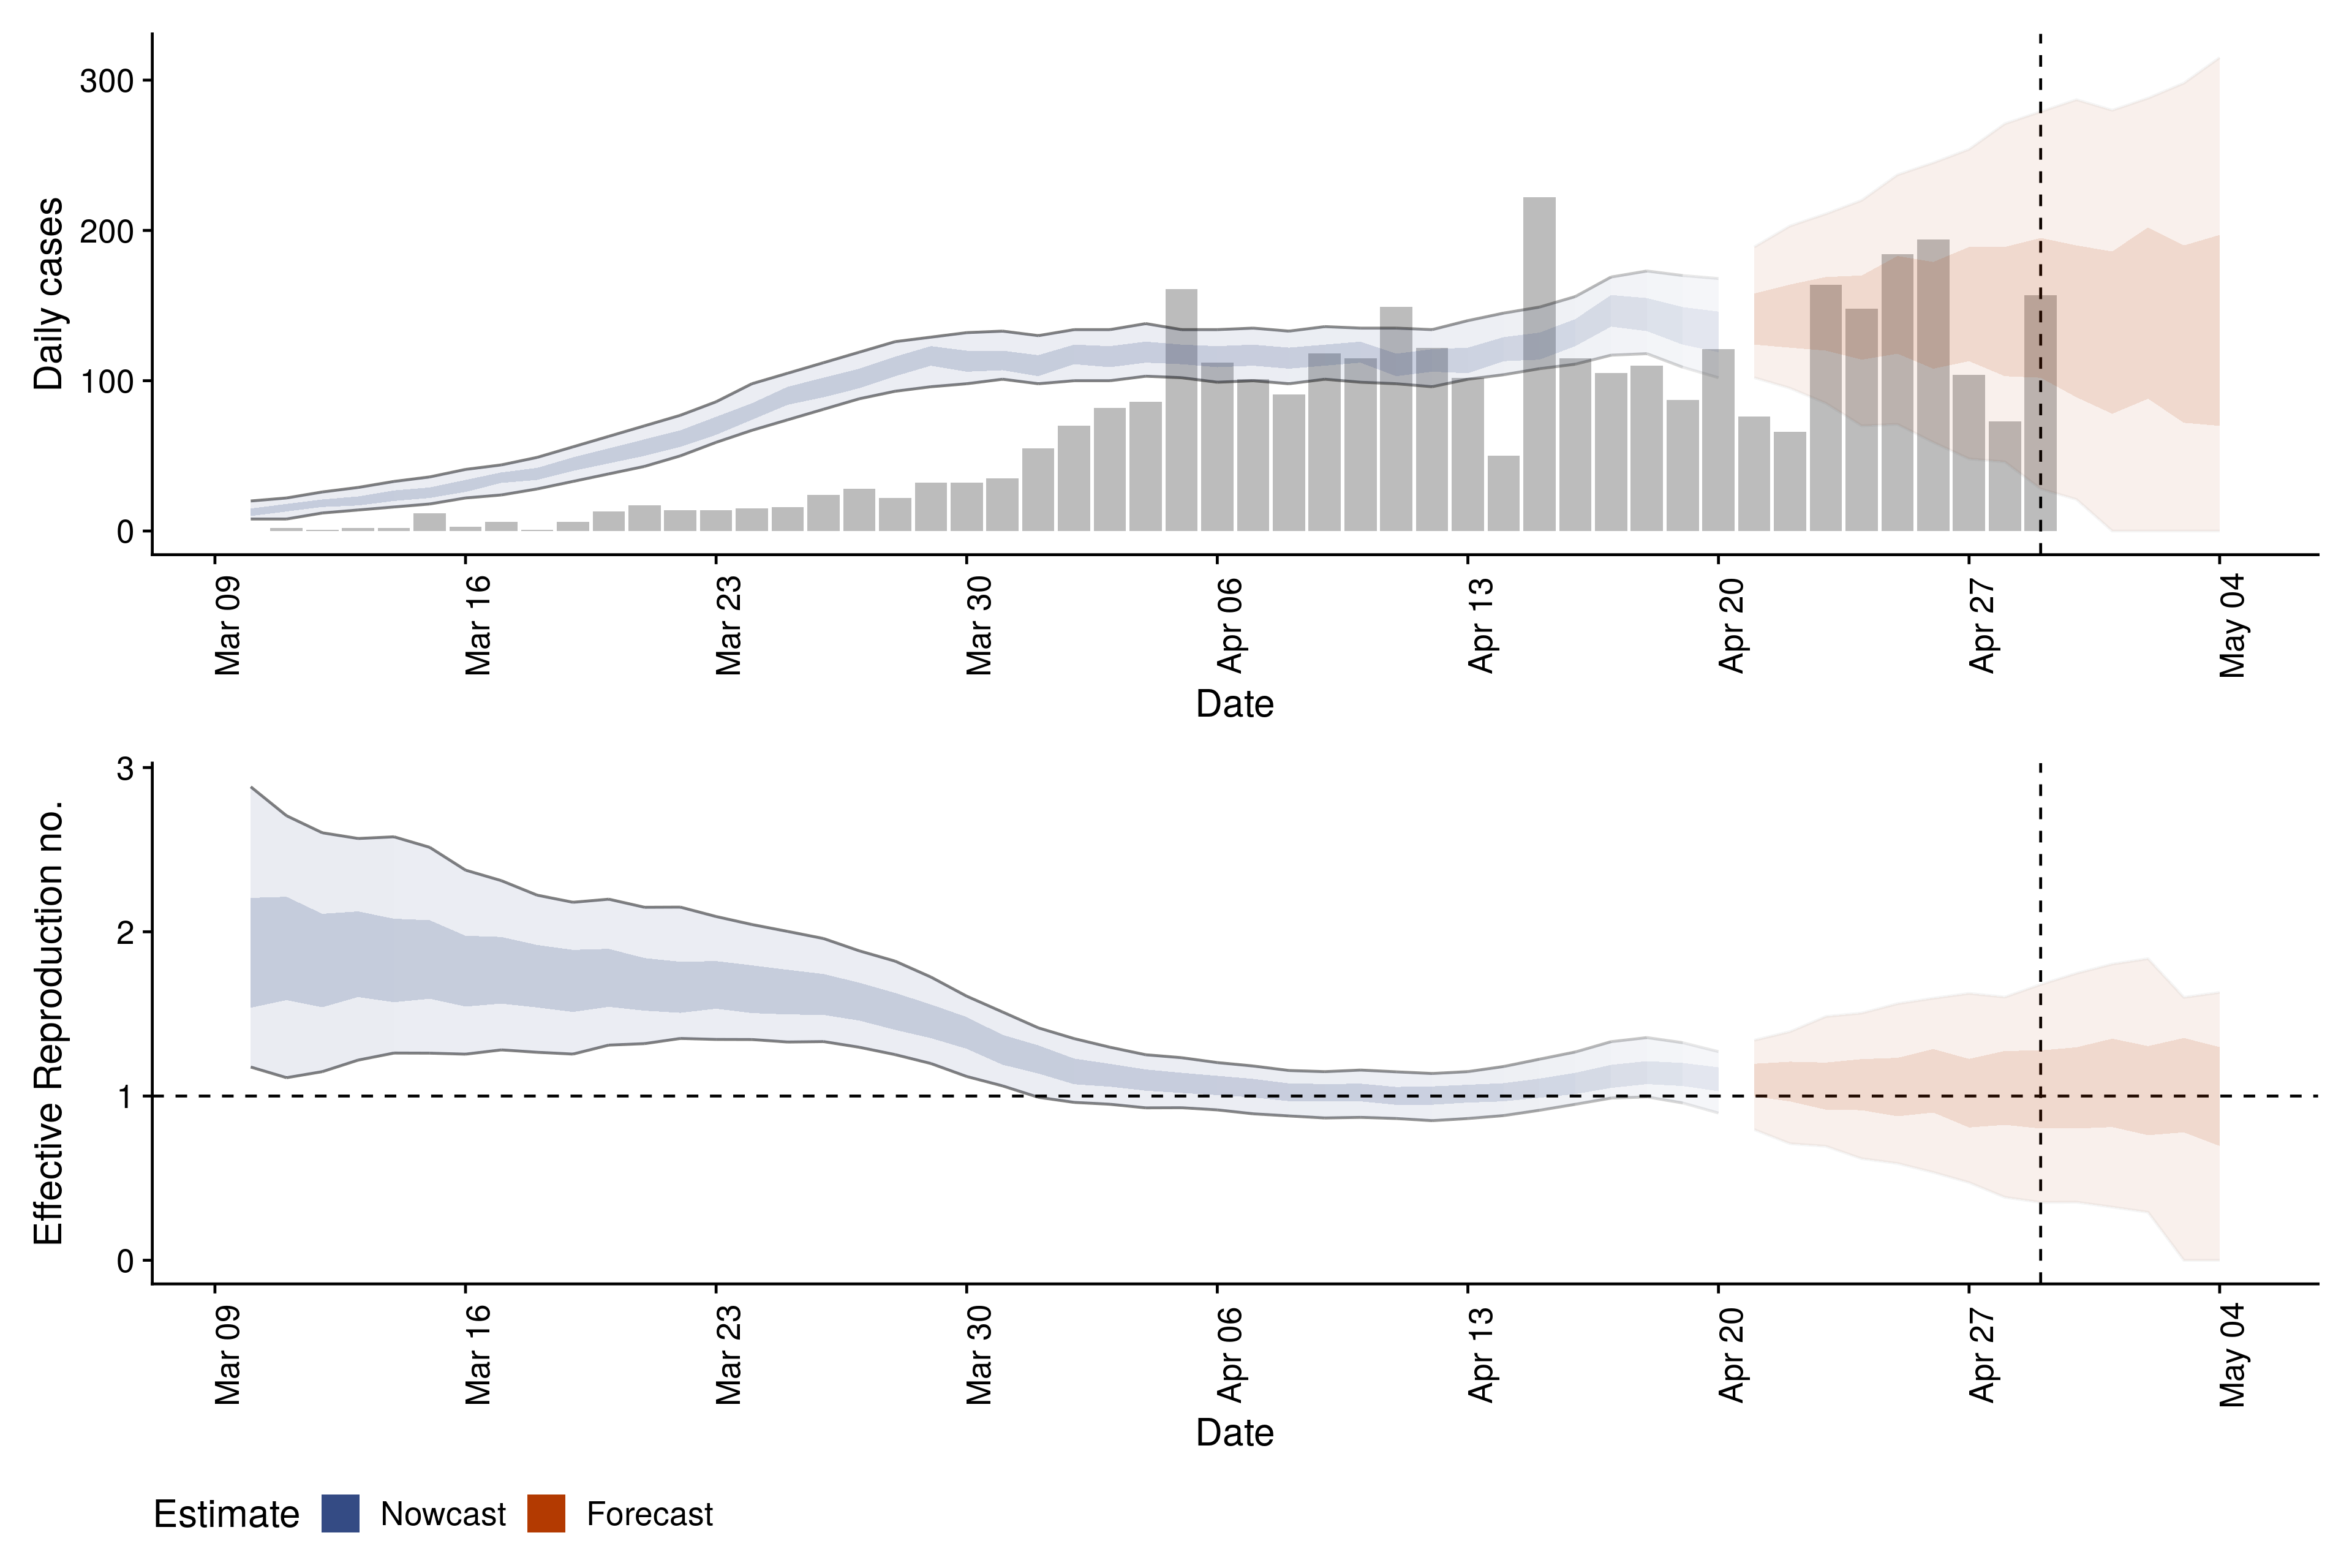 Daily cases
300
200
100
0
Mar 09
Mar 16
Mar 23
Mar 30
Apr 06
Apr 13
Apr 20
Apr 27
May 04
Date
Effective Reproduction no.
3
2
1
0
Mar 09
Mar 16
Mar 23
Mar 30
Apr 06
Apr 13
Apr 20
Apr 27
May 04
Date
Estimate Nowcast Forecast